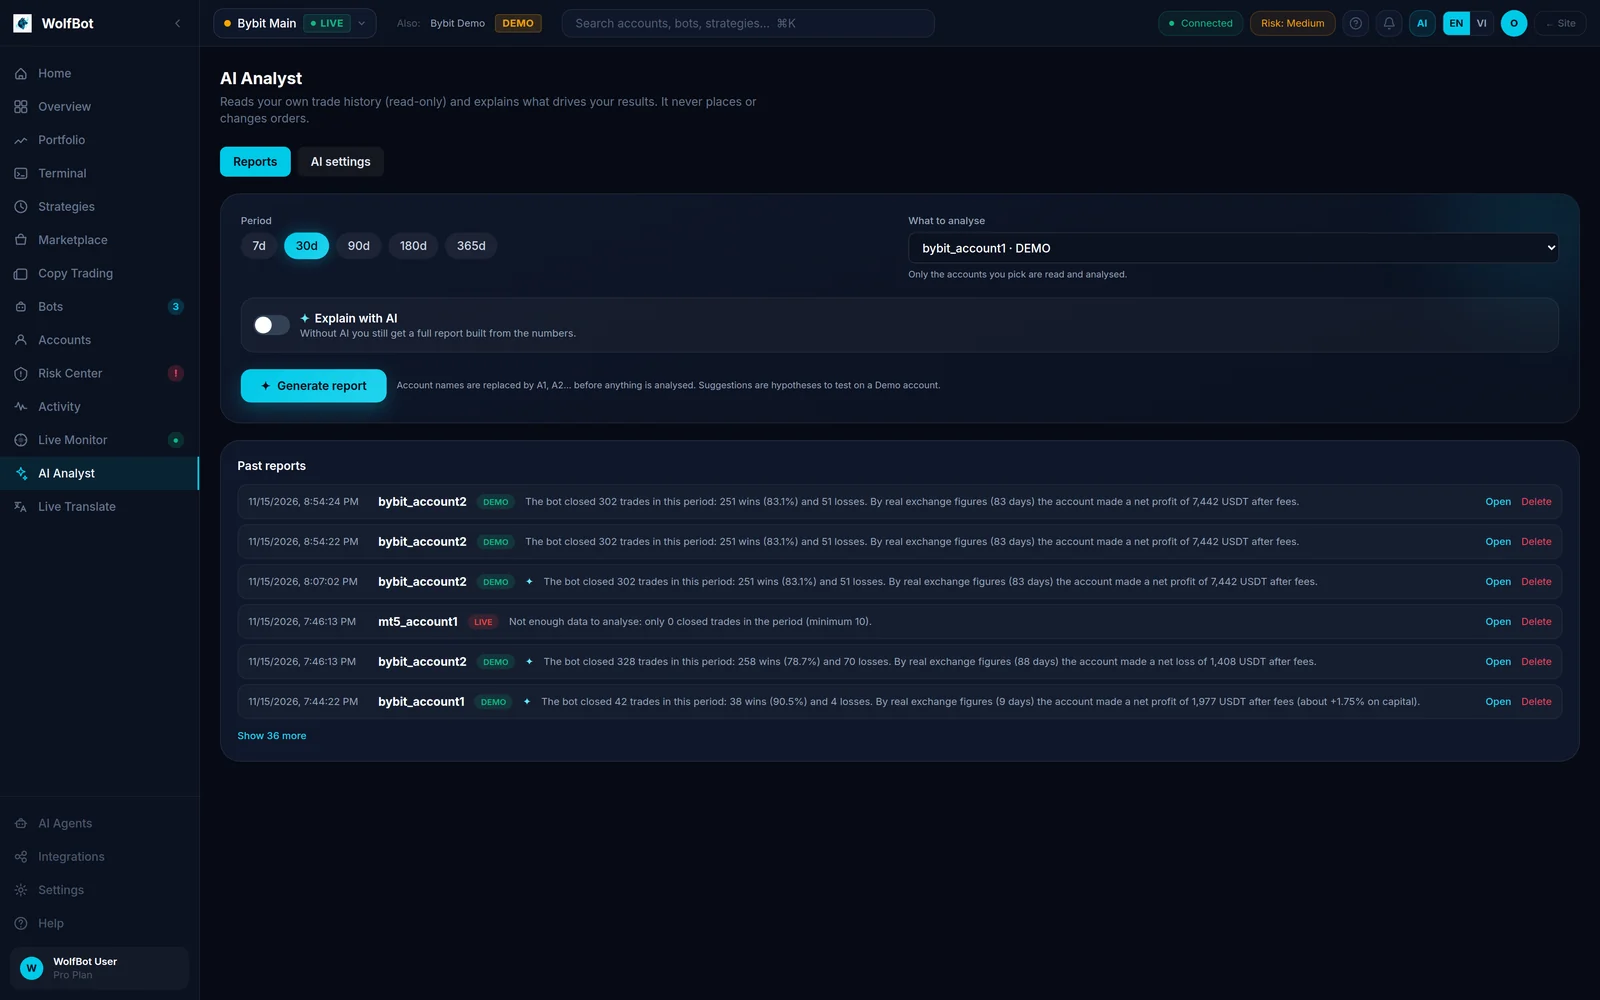 WolfBot
Bybit Main
LIVE
Also:
Bybit Demo
DEMO
Search accounts, bots, strategies... ⌘K
Connected
Risk: Medium
AI
EN
VI
O
← Site
Home
Overview
Portfolio
Terminal
Strategies
Marketplace
Copy Trading
Bots
3
Accounts
Risk Center
!
Activity
Live Monitor
AI Analyst
Live Translate
AI Agents
Integrations
Settings
Help
W
WolfBot User
Pro Plan
AI Analyst
Reads your own trade history (read-only) and explains what drives your results. It never places or
changes orders.
Reports
AI settings
Period
7d
30d
90d
180d
365d
What to analyse
bybit_account1 · DEMO
Only the accounts you pick are read and analysed.
Explain with AI
Without AI you still get a full report built from the numbers.
Generate report
Account names are replaced by A1, A2... before anything is analysed. Suggestions are hypotheses to test on a Demo account.
Past reports
11/15/2026, 8:54:24 PM bybit_account2 DEMO The bot closed 302 trades in this period: 251 wins (83.1%) and 51 losses. By real exchange figures (83 days) the account made a net profit of 7,442 USDT after fees. Open Delete
11/15/2026, 8:54:22 PM bybit_account2 DEMO The bot closed 302 trades in this period: 251 wins (83.1%) and 51 losses. By real exchange figures (83 days) the account made a net profit of 7,442 USDT after fees. Open Delete
11/15/2026, 8:07:02 PM bybit_account2 DEMO The bot closed 302 trades in this period: 251 wins (83.1%) and 51 losses. By real exchange figures (83 days) the account made a net profit of 7,442 USDT after fees. Open Delete
11/15/2026, 7:46:13 PM mt5_account1 LIVE Not enough data to analyse: only 0 closed trades in the period (minimum 10). Open Delete
11/15/2026, 7:46:13 PM bybit_account2 DEMO The bot closed 328 trades in this period: 258 wins (78.7%) and 70 losses. By real exchange figures (88 days) the account made a net loss of 1,408 USDT after fees. Open Delete
11/15/2026, 7:44:22 PM bybit_account1 DEMO The bot closed 42 trades in this period: 38 wins (90.5%) and 4 losses. By real exchange figures (9 days) the account made a net profit of 1,977 USDT after fees (about +1.75% on capital). Open Delete
Show 36 more